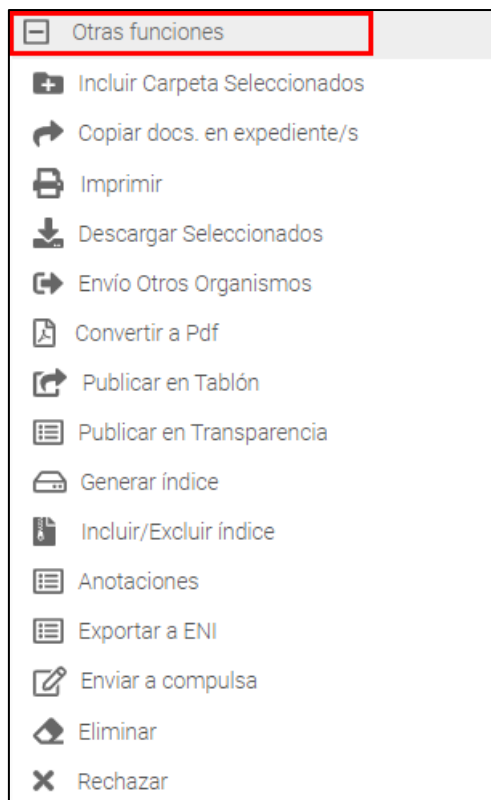 Otras funciones
Incluir Carpeta Seleccionados
Copiar docs. en expediente/s
Imprimir
Descargar Seleccionados
Envío Otros Organismos
Convertir a Pdf
Publicar en Tablón
Publicar en Transparencia
Generar índice
Incluir/Excluir índice
Anotaciones
Exportar a ENI
Enviar a compulsa
Eliminar
Rechazar